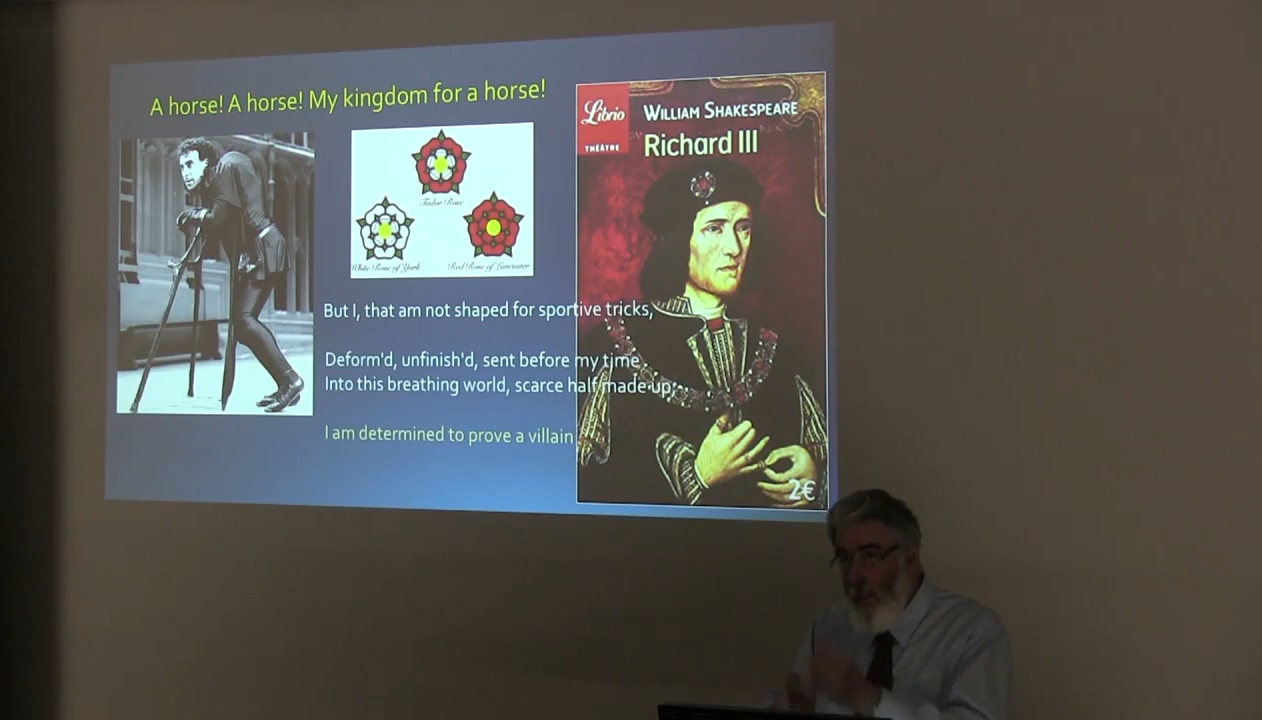 A horse! A horse! My kingdom for a horse!
Tudor Rose
White Rose of York
Red Rose of Lancaster
But I, that am not shaped for sportive tricks,
Deform'd, unfinish'd, sent before my time
Into this breathing world, scarce half made up;
I am determined to prove a villain
Librio
THÉÂTRE
WILLIAM SHAKESPEARE
Richard III
2€